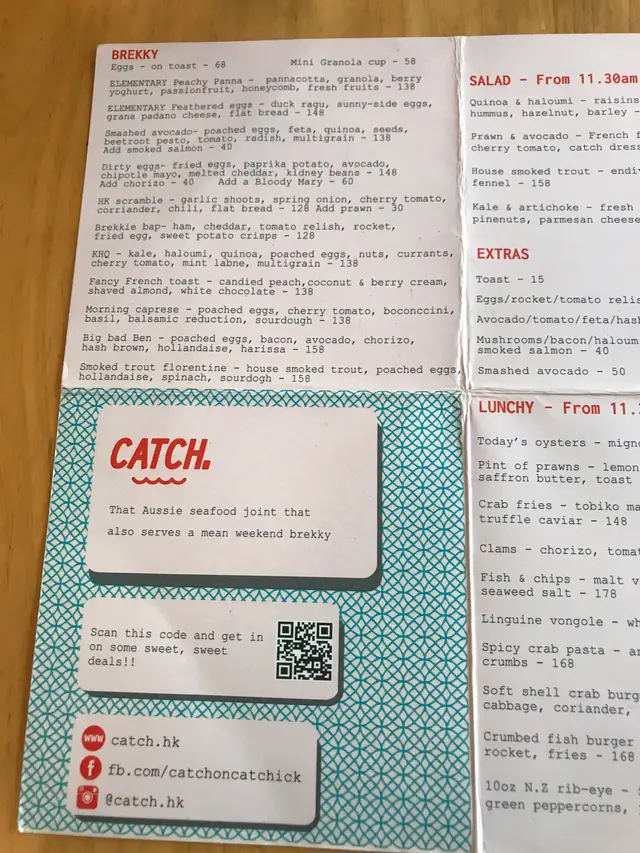 BREKKY
Eggs - on toast - 68 Mini Granola cup - 58
ELEMENTARY Peachy Panna - pannacotta, granola, berry
yoghurt, passionfruit, honeycomb, fresh fruits - 138
ELEMENTARY Feathered eggs - duck ragu, sunny-side eggs,
grana padano cheese, flat bread - 148
Smashed avocado- poached eggs, feta, quinoa, seeds,
beetroot pesto, tomato, radish, multigrain - 138
Add smoked salmon - 40
Dirty eggs- fried eggs, paprika potato, avocado,
chipotle mayo, melted cheddar, kidney beans - 148
Add chorizo - 40 Add a Bloody Mary - 60
HK scramble - garlic shoots, spring onion, cherry tomato,
corriander, chili, flat bread - 128 Add prawn - 30
Brekkie bap- ham, cheddar, tomato relish, rocket,
fried egg, sweet potato crisps - 128
KHQ - kale, haloumi, quinoa, poached eggs, nuts, currants,
cherry tomato, mint labne, multigrain - 138
Fancy French toast - candied peach,coconut & berry cream,
shaved almond, white chocolate - 138
Morning caprese - poached eggs, cherry tomato, boconccini,
basil, balsamic reduction, sourdough - 138
Big bad Ben - poached eggs, bacon, avocado, chorizo,
hash brown, hollandaise, harissa - 158
Smoked trout florentine - house smoked trout, poached eggs,
hollandaise, spinach, sourdogh - 158
CATCH.
That Aussie seafood joint that
also serves a mean weekend brekky
Scan this code and get in
on some sweet, sweet
deals!!
www catch.hk
f fb.com/catchoncatchick
@catch.hk
SALAD - From 11.30am
Quinoa & haloumi - raisins
hummus, hazelnut, barley -
Prawn & avocado - French
cherry tomato, catch dress
House smoked trout -
fennel - 158
Kale & artichoke - fresh
pinenuts, parmesan cheese
EXTRAS
Toast - 15
Eggs/rocket/tomato relis
Avocado/tomato/feta/hash
Mushrooms/bacon/haloum
smoked salmon - 40
Smashed avocado - 50
LUNCHY - From 11.
Today's oysters - migno
Pint of prawns - lemon
saffron butter, toast
Crab fries - tobiko ma
truffle caviar - 148
Clams - chorizo, tomat
Fish & chips - malt v
seaweed salt - 178
Linguine vongole - wh
Spicy crab pasta - a
crumbs - 168
Soft shell crab burg
cabbage, coriander,
Crumbed fish burger
rocket, fries - 168
10oz N.Z rib-eye -
green peppercorns,